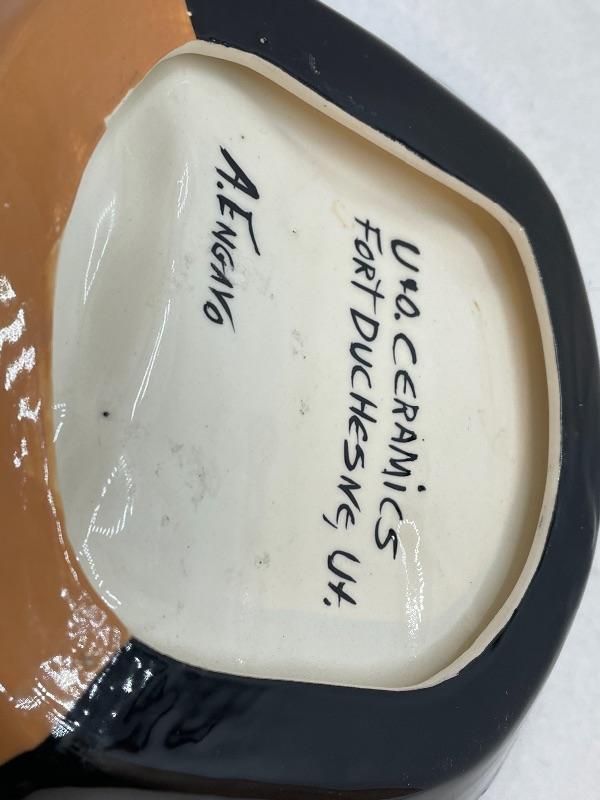 U&O. CERAMICS
FORT DUCHESNE, Ut.
A. ENGAVO